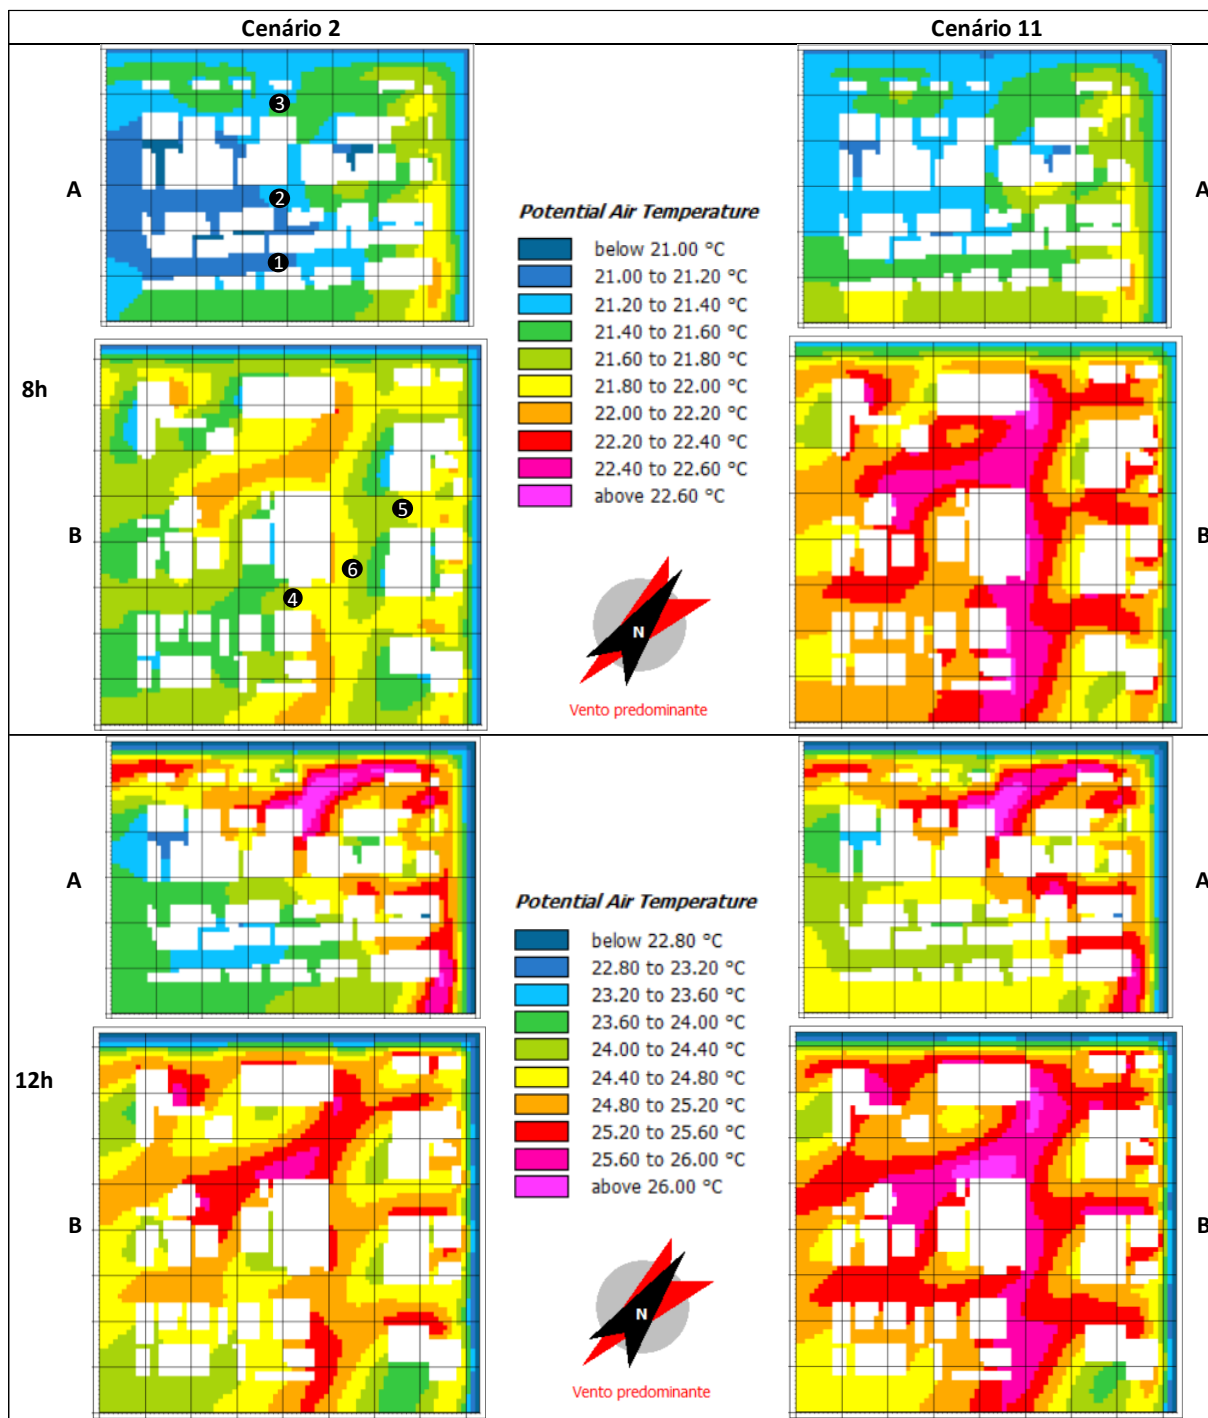 Cenário 2
Cenário 11
8h
A
3
2
1
A
B
5
6
4
B
Potential Air Temperature
below 21.00 °C
21.00 to 21.20 °C
21.20 to 21.40 °C
21.40 to 21.60 °C
21.60 to 21.80 °C
21.80 to 22.00 °C
22.00 to 22.20 °C
22.20 to 22.40 °C
22.40 to 22.60 °C
above 22.60 °C
N
Vento predominante
12h
A
A
B
B
Potential Air Temperature
below 22.80 °C
22.80 to 23.20 °C
23.20 to 23.60 °C
23.60 to 24.00 °C
24.00 to 24.40 °C
24.40 to 24.80 °C
24.80 to 25.20 °C
25.20 to 25.60 °C
25.60 to 26.00 °C
above 26.00 °C
N
Vento predominante